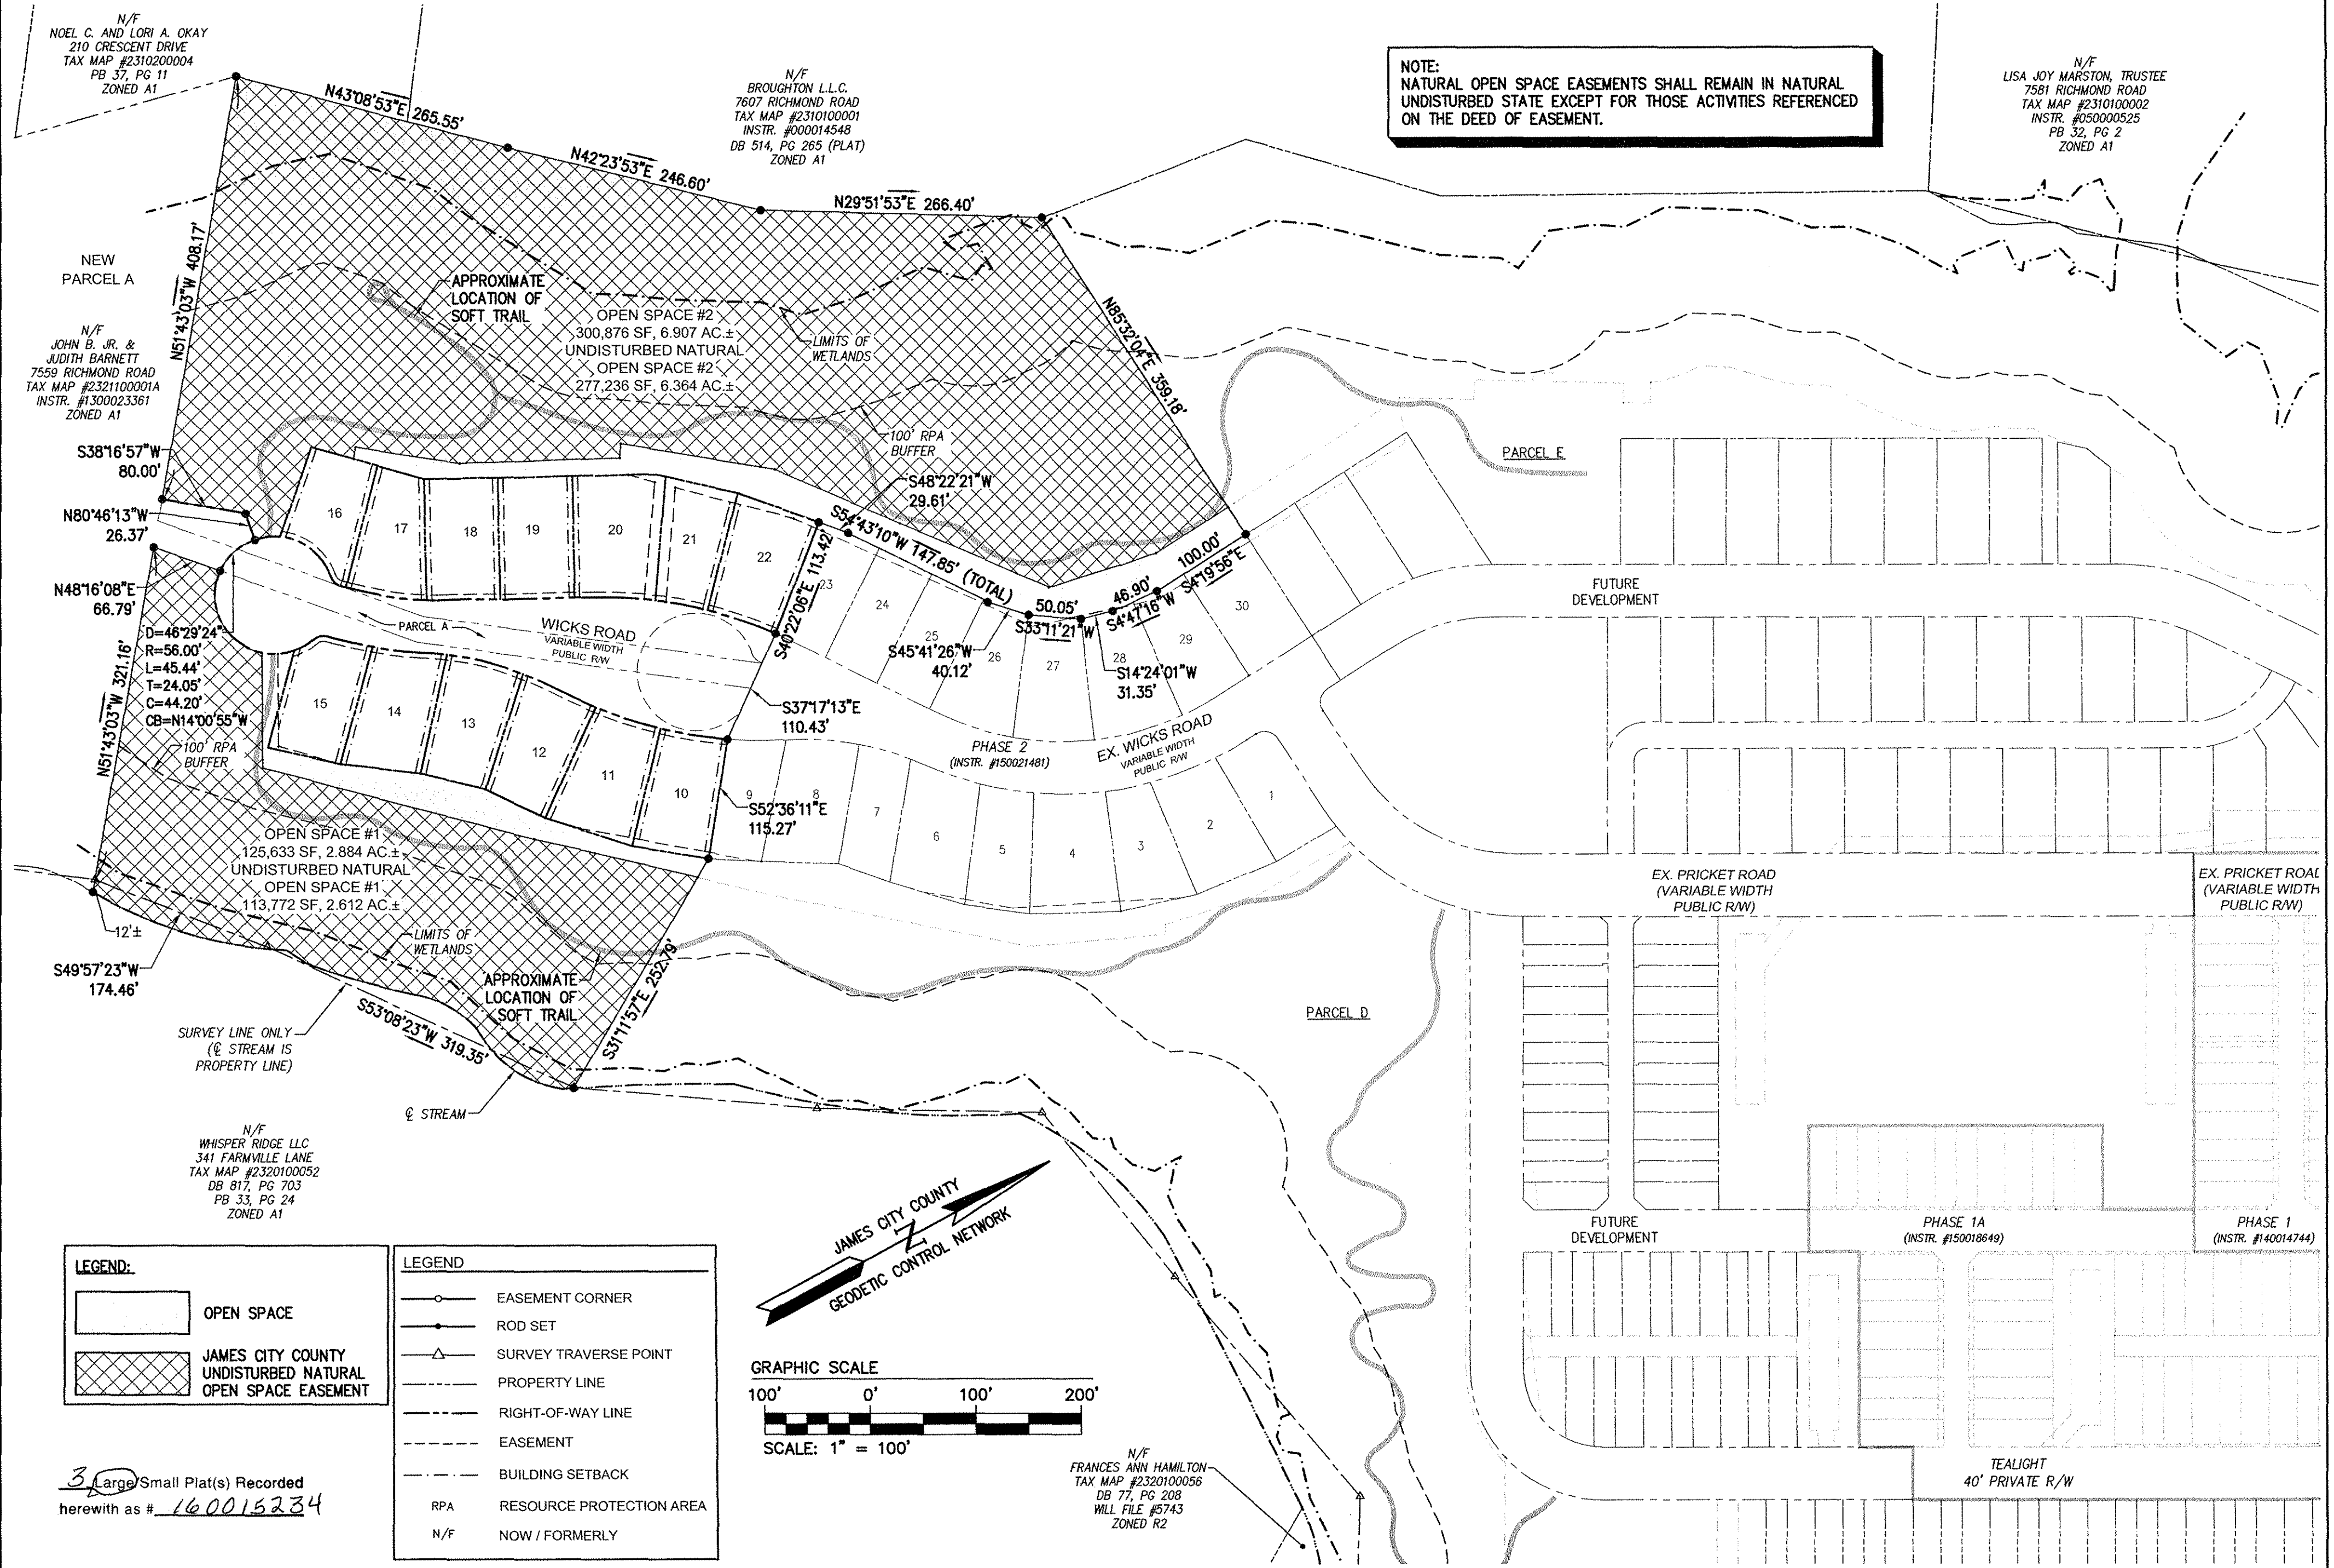 N/F
NOEL C. AND LORI A. OKAY
210 CRESCENT DRIVE
TAX MAP #2310200004
PB 37, PG 11
ZONED A1
N/F
BROUGHTON L.L.C.
7607 RICHMOND ROAD
TAX MAP #2310100001
INSTR. #000014548
DB 514, PG 265 (PLAT)
ZONED A1
NOTE:
NATURAL OPEN SPACE EASEMENTS SHALL REMAIN IN NATURAL
UNDISTURBED STATE EXCEPT FOR THOSE ACTIVITIES REFERENCED
ON THE DEED OF EASEMENT.
N/F
LISA JOY MARSTON, TRUSTEE
7581 RICHMOND ROAD
TAX MAP #2310100002
INSTR. #050000525
PB 32, PG 2
ZONED A1
N43°08'53"E 265.55'
N42°23'53"E 246.60'
N29°51'53"E 266.40'
N85°32'04"E 359.18'
N51°43'03"W 408.17'
NEW
PARCEL A
N/F
JOHN B. JR. &
JUDITH BARNETT
7559 RICHMOND ROAD
TAX MAP #2321100001A
INSTR. #1300023361
ZONED A1
APPROXIMATE
LOCATION OF
SOFT TRAIL
OPEN SPACE #2
300,876 SF, 6.907 AC.±
UNDISTURBED NATURAL
OPEN SPACE #2
277,236 SF, 6.364 AC.±
LIMITS OF
WETLANDS
100' RPA
BUFFER
S38°16'57"W
80.00'
N80°46'13"W
26.37'
N48°16'08"E
66.79'
S48°22'21"W
29.61'
S54°43'10"W 147.85' (TOTAL)
S40°22'06"E 113.42'
S45°41'26"W
40.12'
50.05'
S33°11'21"W
46.90'
S4°47'16"W
100.00'
S4°19'56"E
S14°24'01"W
31.35'
S37°17'13"E
110.43'
S52°36'11"E
115.27'
16
17
18
19
20
21
22
23
24
25
26
27
28
29
30
PARCEL A
WICKS ROAD
VARIABLE WIDTH
PUBLIC R/W
D=46°29'24"
R=56.00'
L=45.44'
T=24.05'
C=44.20'
CB=N14°00'55"W
N51°43'03"W 321.16'
100' RPA
BUFFER
15
14
13
12
11
10
9
8
7
6
5
4
3
2
1
PHASE 2
(INSTR. #150021481)
EX. WICKS ROAD
VARIABLE WIDTH
PUBLIC R/W
PARCEL E
FUTURE
DEVELOPMENT
EX. PRICKET ROAD
(VARIABLE WIDTH
PUBLIC R/W)
EX. PRICKET ROAD
(VARIABLE WIDTH
PUBLIC R/W)
OPEN SPACE #1
125,633 SF, 2.884 AC.±
UNDISTURBED NATURAL
OPEN SPACE #1
113,772 SF, 2.612 AC.±
LIMITS OF
WETLANDS
12'±
S49°57'23"W
174.46'
APPROXIMATE
LOCATION OF
SOFT TRAIL
S53°08'23"W 319.35'
S31°11'57"E 252.79'
SURVEY LINE ONLY
(℄ STREAM IS
PROPERTY LINE)
℄ STREAM
PARCEL D
N/F
WHISPER RIDGE LLC
341 FARMVILLE LANE
TAX MAP #2320100052
DB 817, PG 703
PB 33, PG 24
ZONED A1
FUTURE
DEVELOPMENT
PHASE 1A
(INSTR. #150018649)
PHASE 1
(INSTR. #140014744)
LEGEND:
OPEN SPACE
JAMES CITY COUNTY
UNDISTURBED NATURAL
OPEN SPACE EASEMENT
LEGEND
EASEMENT CORNER
ROD SET
SURVEY TRAVERSE POINT
PROPERTY LINE
RIGHT-OF-WAY LINE
EASEMENT
BUILDING SETBACK
RPA RESOURCE PROTECTION AREA
N/F NOW / FORMERLY
JAMES CITY COUNTY
N
GEODETIC CONTROL NETWORK
GRAPHIC SCALE
100' 0' 100' 200'
SCALE: 1" = 100'
N/F
FRANCES ANN HAMILTON
TAX MAP #2320100056
DB 77, PG 208
WILL FILE #5743
ZONED R2
TEALIGHT
40' PRIVATE R/W
3 Large/Small Plat(s) Recorded
herewith as # 160015234